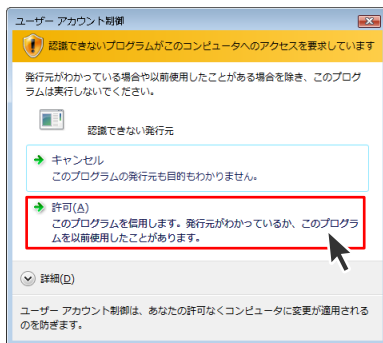 ユーザー アカウント制御
認識できないプログラムがこのコンピュータへのアクセスを要求しています
発行元がわかっている場合や以前使用したことがある場合を除き、このプログ
ラムは実行しないでください。
認識できない発行元
キャンセル
このプログラムの発行元も目的もわかりません。
許可(A)
このプログラムを信用します。発行元がわかっているか、このプログラ
ムを以前使用したことがあります。
詳細(D)
ユーザー アカウント制御は、あなたの許可なくコンピュータに変更が適用される
のを防ぎます。